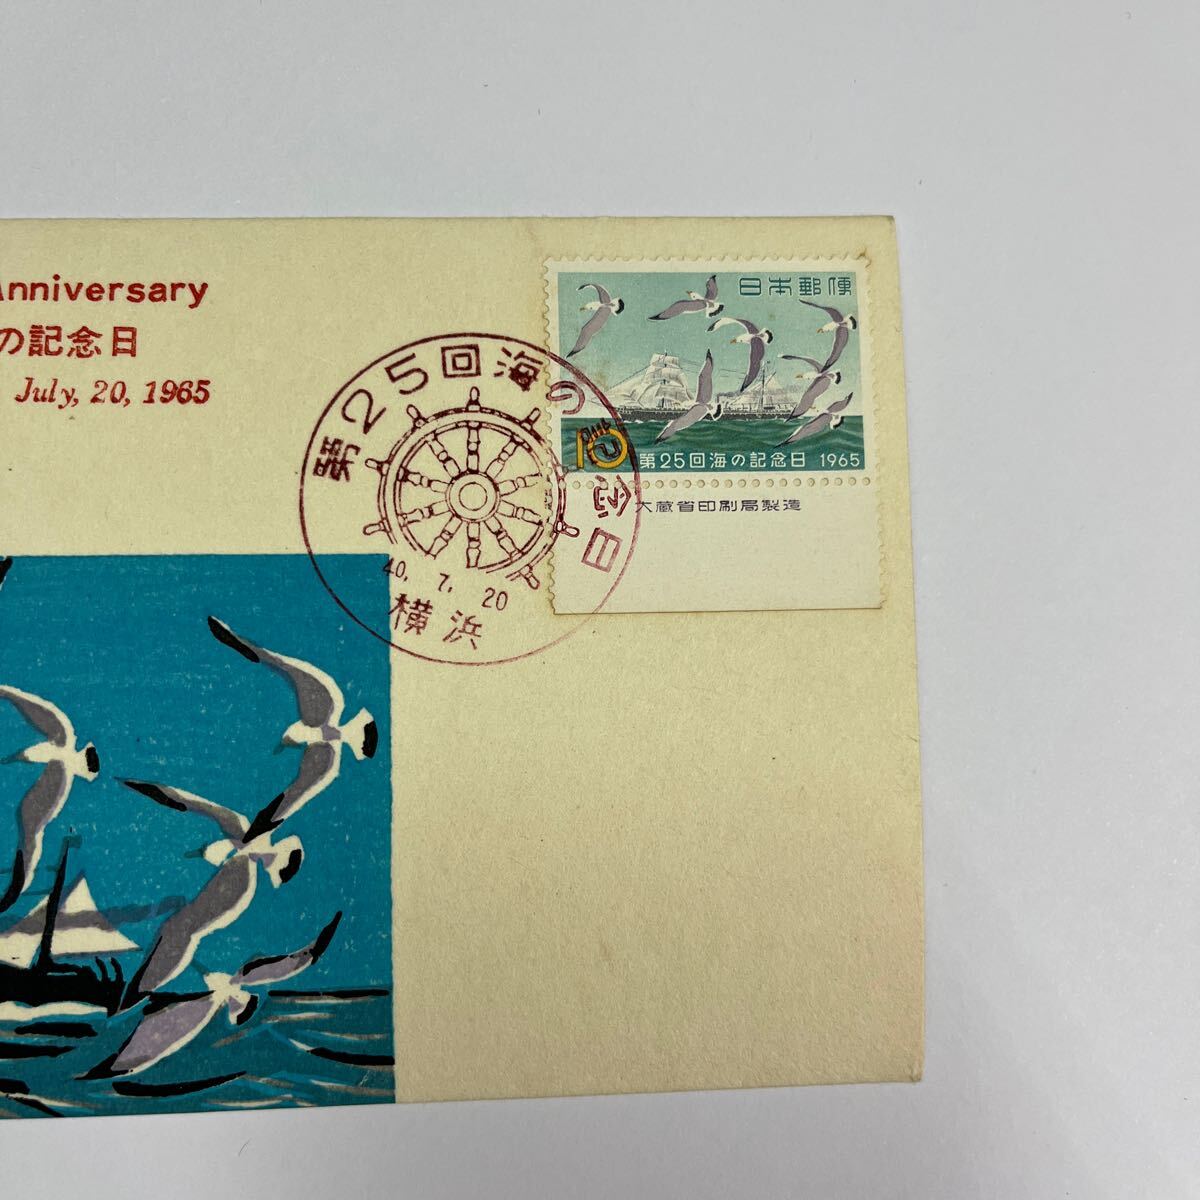 Anniversary
の記念日
July, 20, 1965
第25回海の記念日
40. 7. 20
横浜
日本郵便
10
第25回海の記念日 1965
大蔵省印刷局製造